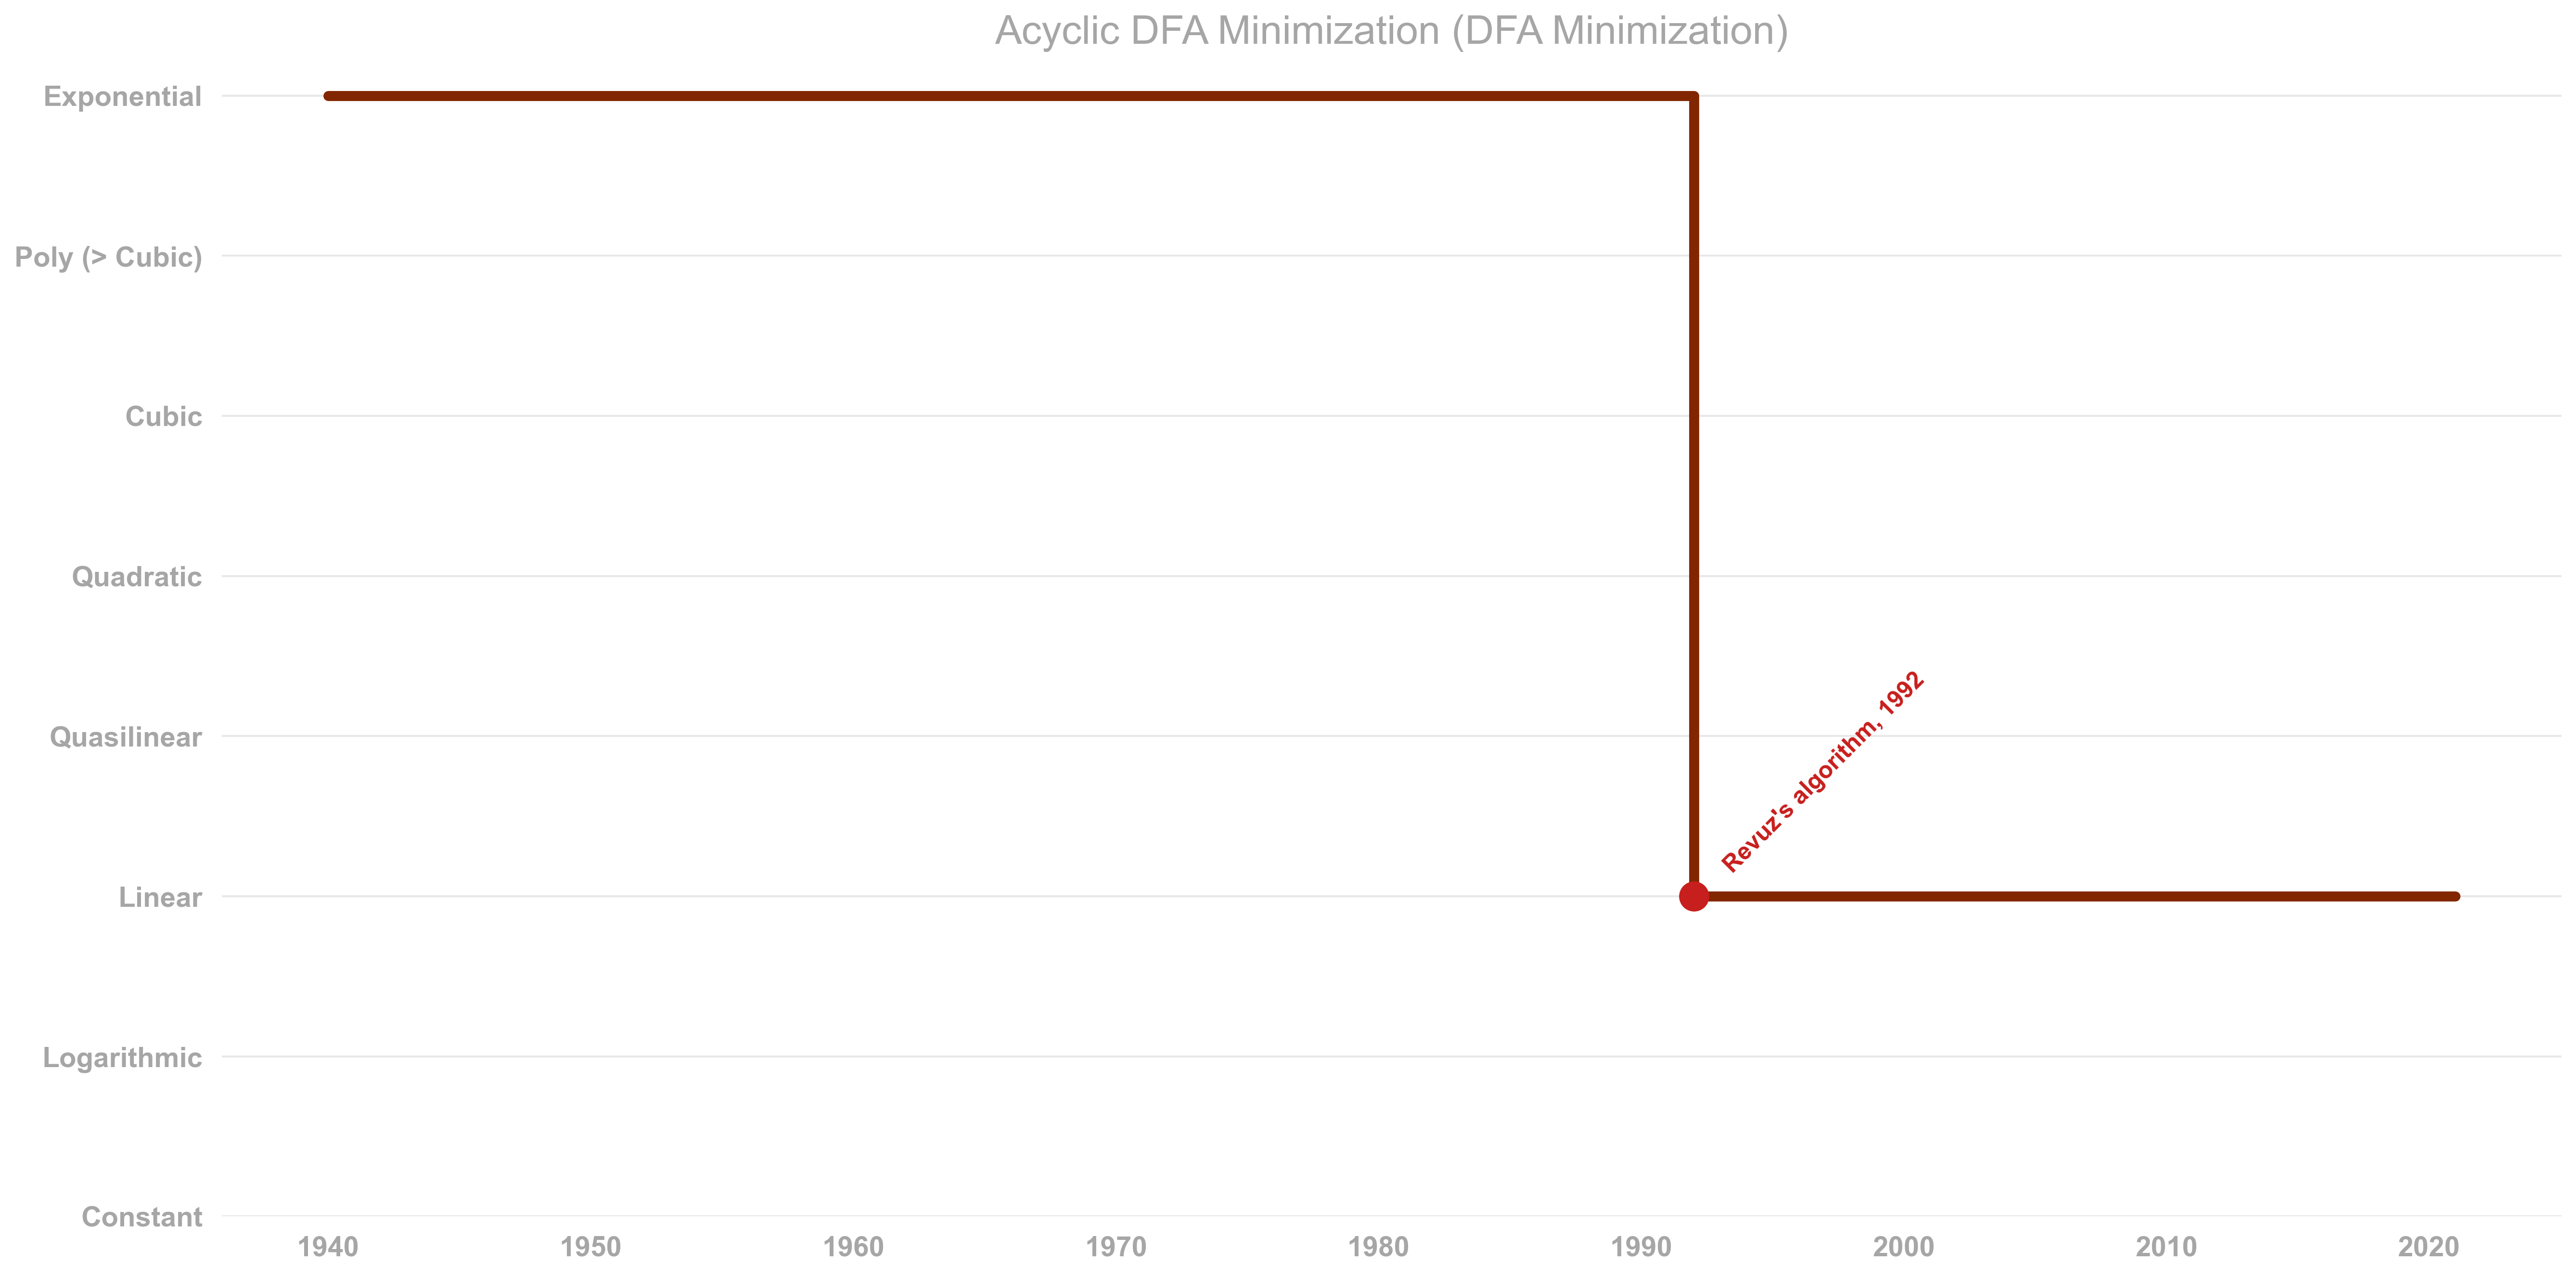 Acyclic DFA Minimization (DFA Minimization)
Exponential
Poly (> Cubic)
Cubic
Quadratic
Quasilinear
Linear
Logarithmic
Constant
Revuz's algorithm, 1992
1940 1950 1960 1970 1980 1990 2000 2010 2020